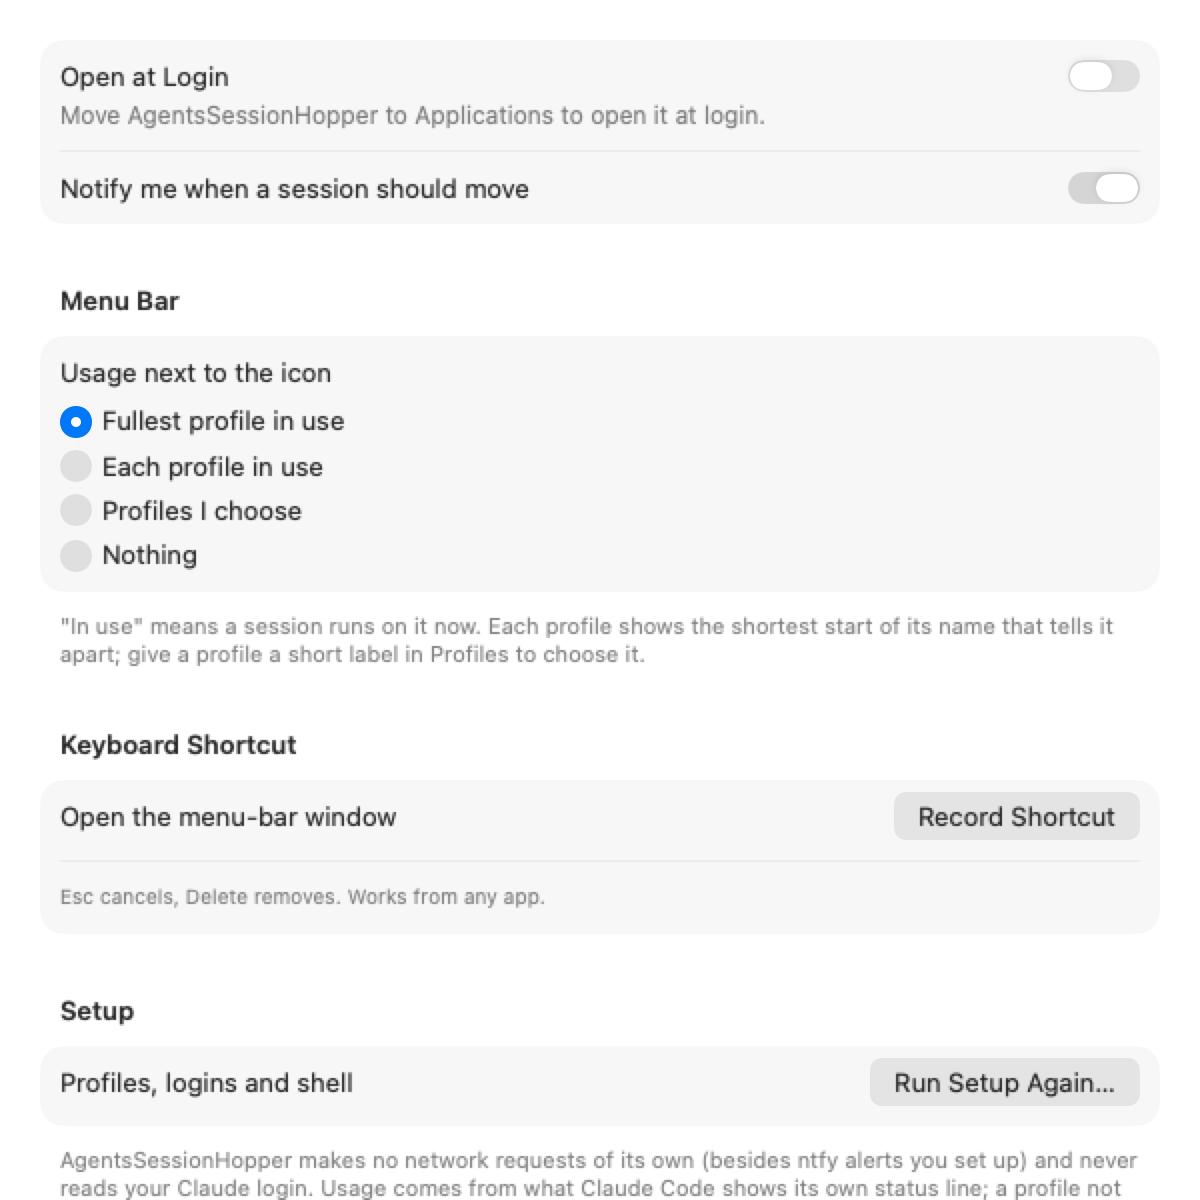 Open at Login
Move AgentsSessionHopper to Applications to open it at login.
Notify me when a session should move
Menu Bar
Usage next to the icon
Fullest profile in use
Each profile in use
Profiles I choose
Nothing
"In use" means a session runs on it now. Each profile shows the shortest start of its name that tells it
apart; give a profile a short label in Profiles to choose it.
Keyboard Shortcut
Open the menu-bar window
Record Shortcut
Esc cancels, Delete removes. Works from any app.
Setup
Profiles, logins and shell
Run Setup Again...
AgentsSessionHopper makes no network requests of its own (besides ntfy alerts you set up) and never
reads your Claude login. Usage comes from what Claude Code shows its own status line; a profile not